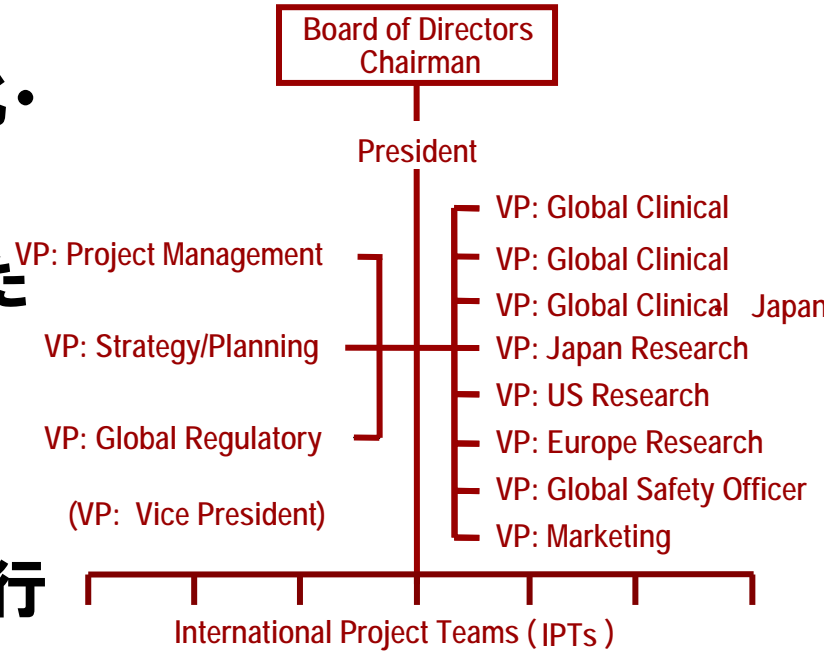 Board of Directors
Chairman
President
VP: Project Management
VP: Strategy/Planning
VP: Global Regulatory
(VP: Vice President)
VP: Global Clinical
VP: Global Clinical
VP: Global Clinical Japan
VP: Japan Research
VP: US Research
VP: Europe Research
VP: Global Safety Officer
VP: Marketing
行
International Project Teams (IPTs)